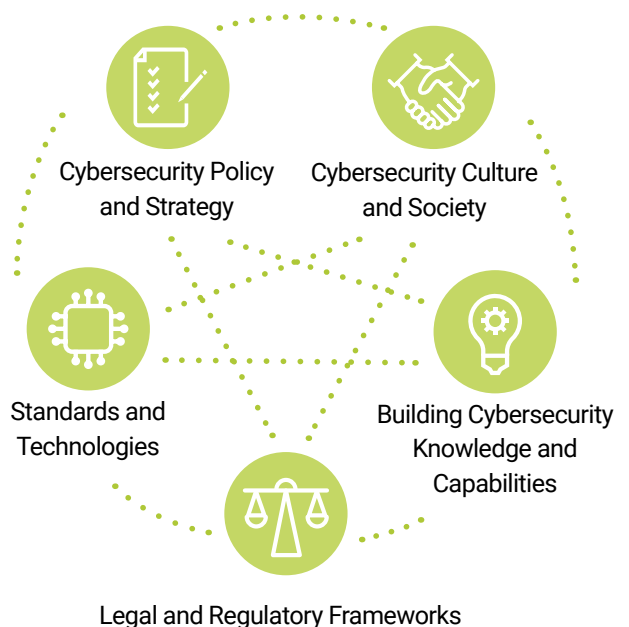 Cybersecurity Policy
and Strategy
Cybersecurity Culture
and Society
Standards and
Technologies
Building Cybersecurity
Knowledge and
Capabilities
Legal and Regulatory Frameworks